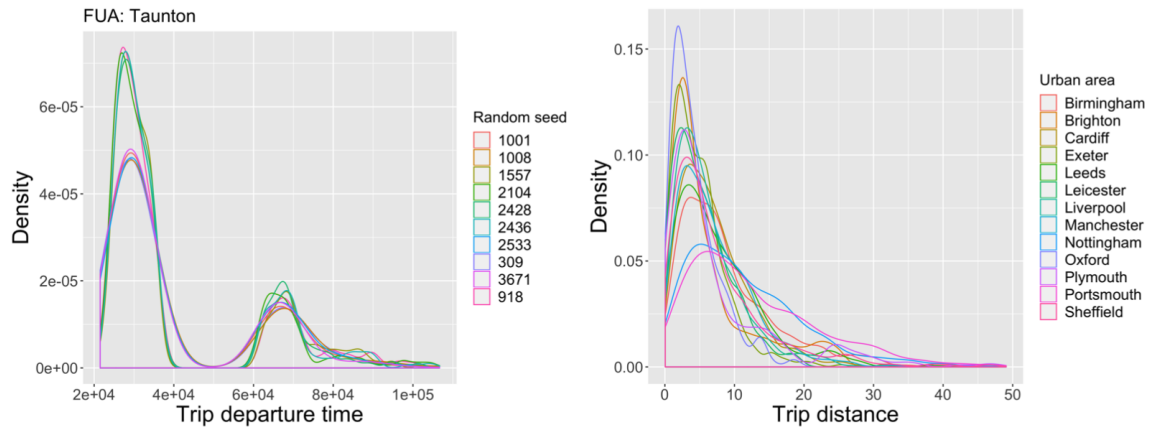 FUA: Taunton
Density
6e-05
4e-05
2e-05
0e+00
2e+04 4e+04 6e+04 8e+04 1e+05
Trip departure time
Random seed
1001
1008
1557
2104
2428
2436
2533
309
3671
918
Density
0.15
0.10
0.05
0.00
0 10 20 30 40 50
Trip distance
Urban area
Birmingham
Brighton
Cardiff
Exeter
Leeds
Leicester
Liverpool
Manchester
Nottingham
Oxford
Plymouth
Portsmouth
Sheffield